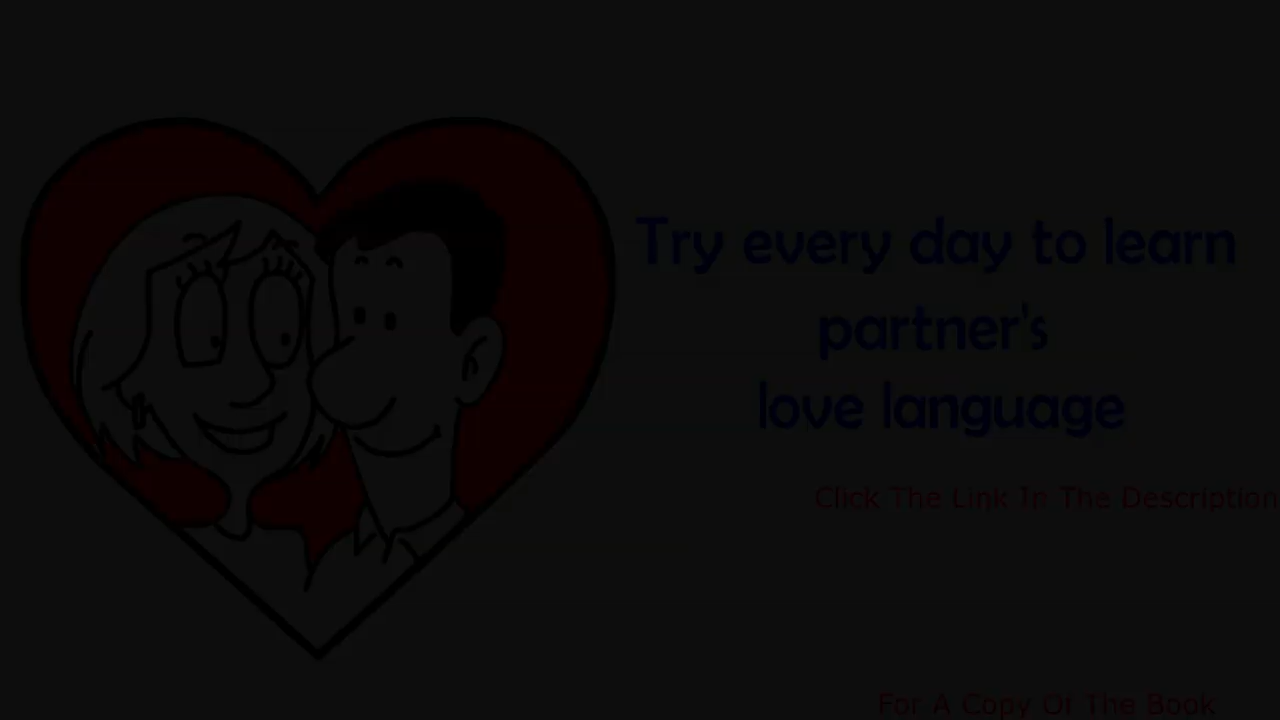 Try every day to learn
partner's
love language
Click The Link In The Description
For A Copy Of The Book